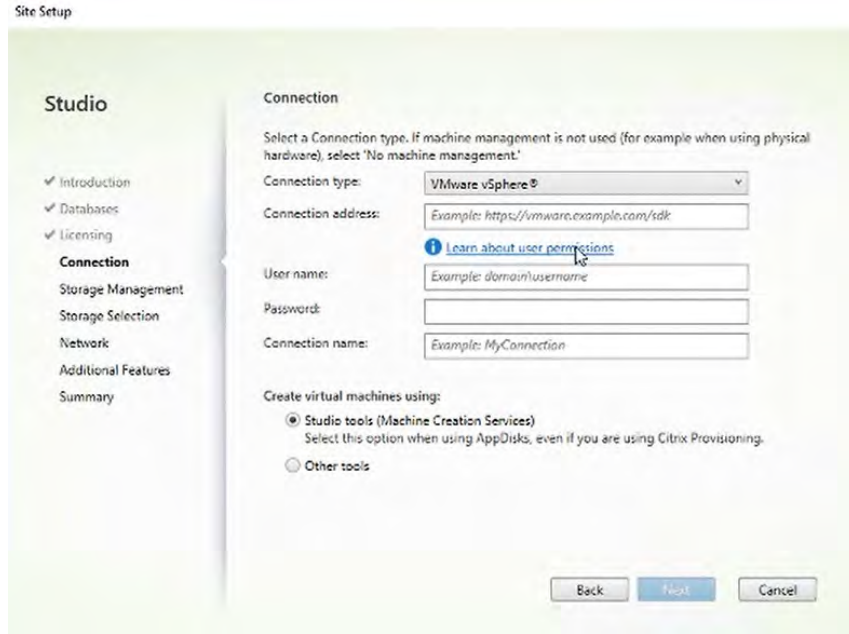 Site Setup
Studio
Introduction
Databases
Licensing
Connection
Storage Management
Storage Selection
Network
Additional Features
Summary
Connection
Select a Connection type. If machine management is not used (for example when using physical
hardware), select 'No machine management.'
Connection type:
VMware vSphere®
Connection address:
Example: https://vmware.example.com/sdk
Learn about user permissions
User name:
Example: domain\username
Password:
Connection name:
Example: MyConnection
Create virtual machines using:
Studio tools (Machine Creation Services)
Select this option when using AppDisks, even if you are using Citrix Provisioning.
Other tools
Back
Next
Cancel